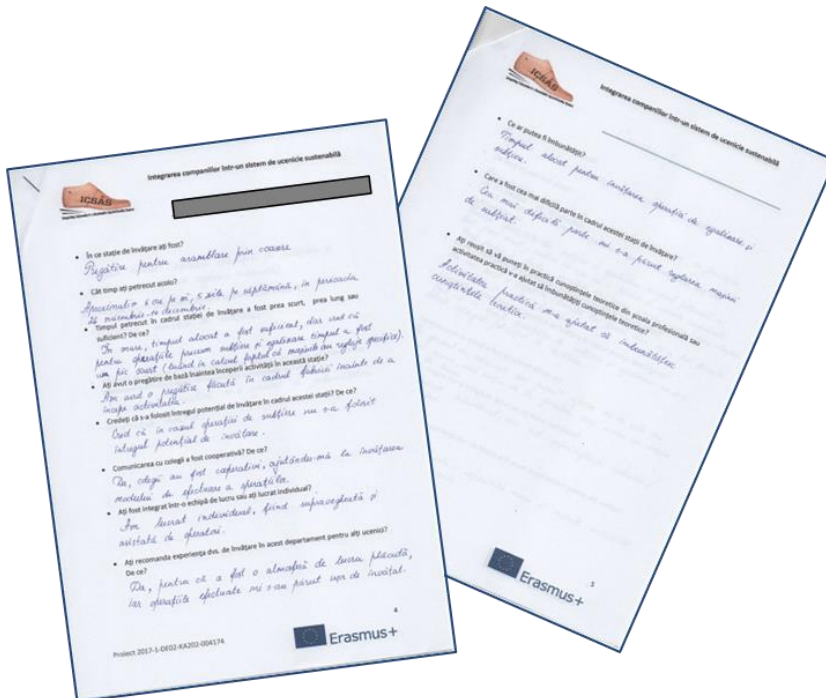 ICSAS
Integrarea companiilor într-un sistem de ucenicie sustenabilă
• În ce stație de învățare ați fost?
Pregătire pentru asamblare prin coasere
• Cât timp ați petrecut acolo?
Aproximativ 6 ore pe zi, 5 zile pe săptămână, în perioada
26 noiembrie - 10 decembrie.
• Timpul petrecut în cadrul stației de învățare a fost prea scurt, prea lung sau
suficient? De ce?
În mare, timpul alocat a fost suficient, dar cred că
pentru operațiile precum subțiere și egalizare timpul a fost
un pic scurt (luând în calcul faptul că mașinile au reglaje specifice).
• Ați avut o pregătire de bază înaintea începerii activității în această stație?
Am avut o pregătire făcută în cadrul fabricii înainte de a
începe activitatea.
• Credeți că s-a folosit întregul potențial de învățare în cadrul acestei stații? De ce?
Cred că în cazul operației de subțiere nu s-a folosit
întregul potențial de învățare.
• Comunicarea cu colegii a fost cooperativă? De ce?
Da, colegii au fost cooperativi, ajutându-mă la învățarea
modului de efectuare a operațiilor.
• Ați fost integrat într-o echipă de lucru sau ați lucrat individual?
Am lucrat individual, fiind supravegheată și
asistată de operatori.
• Ați recomanda experiența dvs. de învățare în acest departament pentru alți ucenici?
De ce?
Da, pentru că a fost o atmosferă de lucru plăcută,
iar operațiile efectuate mi s-au părut ușor de învățat.
4
Proiect 2017-1-DE02-KA202-004174
Erasmus+
ICSAS
Integrarea companiilor într-un sistem de ucenicie sustenabilă
• Ce ar putea fi îmbunătățit?
Timpul alocat pentru învățarea operației de egalizare și
subțiere.
• Care a fost cea mai dificilă parte în cadrul acestei stații de învățare?
Cea mai dificilă parte mi s-a părut reglarea mașinii
de subțiat.
• Ați reușit să vă puneți în practică cunoștințele teoretice din școala profesională sau
activitatea practică v-a ajutat să îmbunătățiți cunoștințele teoretice?
Activitatea practică m-a ajutat să îmbunătățesc
cunoștințele teoretice.
5
Erasmus+